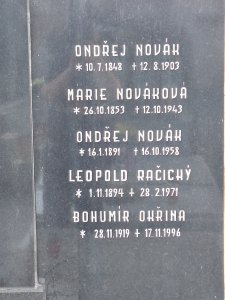 ONDŘEJ NOVÁK
* 10.7.1848 † 12.8.1903
MARIE NOVÁKOVÁ
* 26.10.1853 † 12.10.1943
ONDŘEJ NOVÁK
* 16.1.1891 † 16.10.1958
LEOPOLD RAČICKÝ
* 1.11.1894 † 28.2.1971
BOHUMÍR OKŘINA
* 28.11.1919 † 17.11.1996